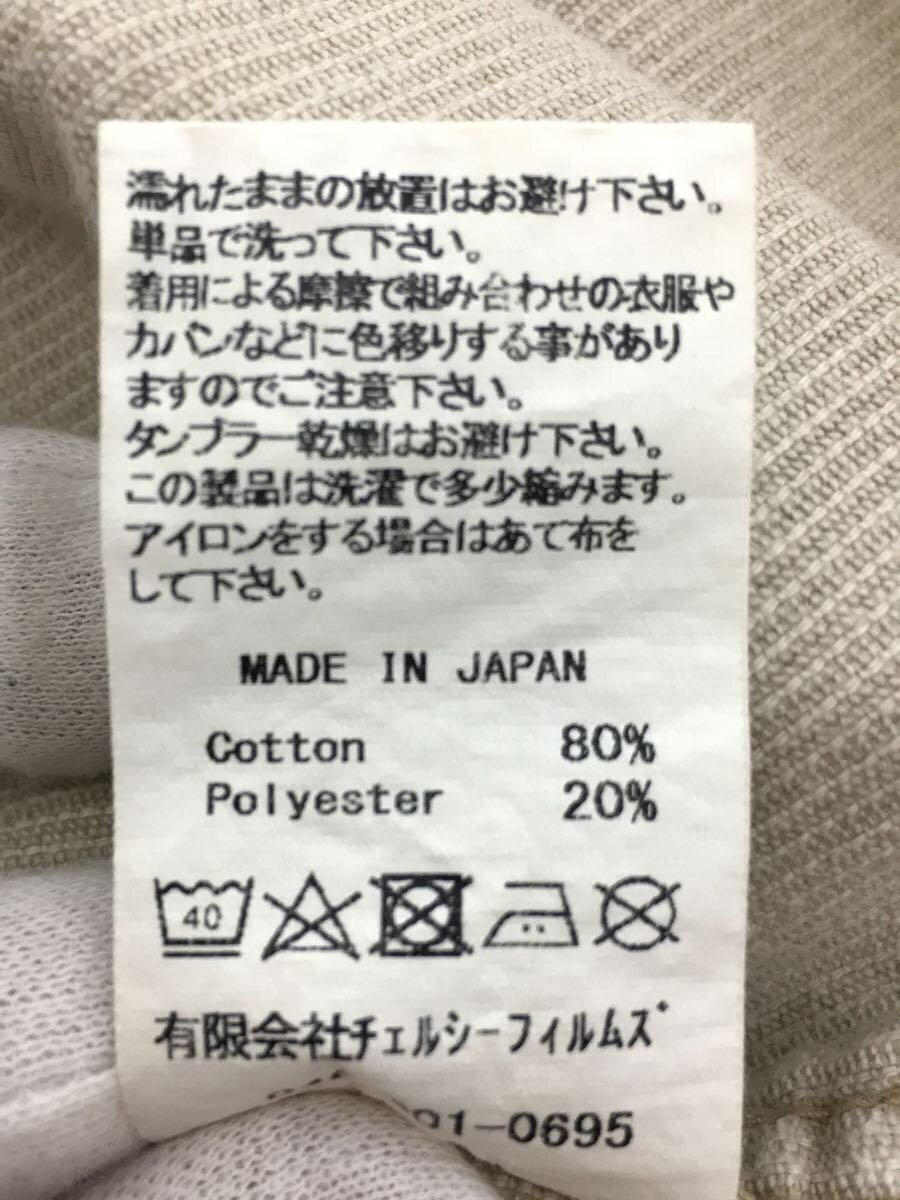 濡れたままの放置はお避け下さい。
単品で洗って下さい。
着用による摩擦で組み合わせの衣服や
カバンなどに色移りする事があり
ますのでご注意下さい。
タンブラー乾燥はお避け下さい。
この製品は洗濯で多少縮みます。
アイロンをする場合はあて布を
して下さい。
MADE IN JAPAN
Cotton 80%
Polyester 20%
40
有限会社チェルシーフィルムズ
21-0695